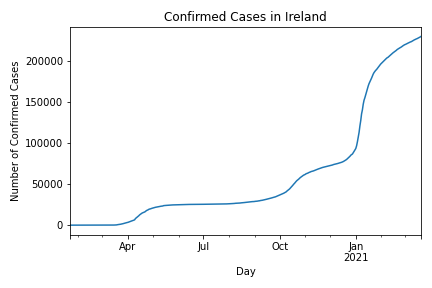 Confirmed Cases in Ireland
Number of Confirmed Cases
200000
150000
100000
50000
0
Apr
Jul
Oct
Jan
2021
Day